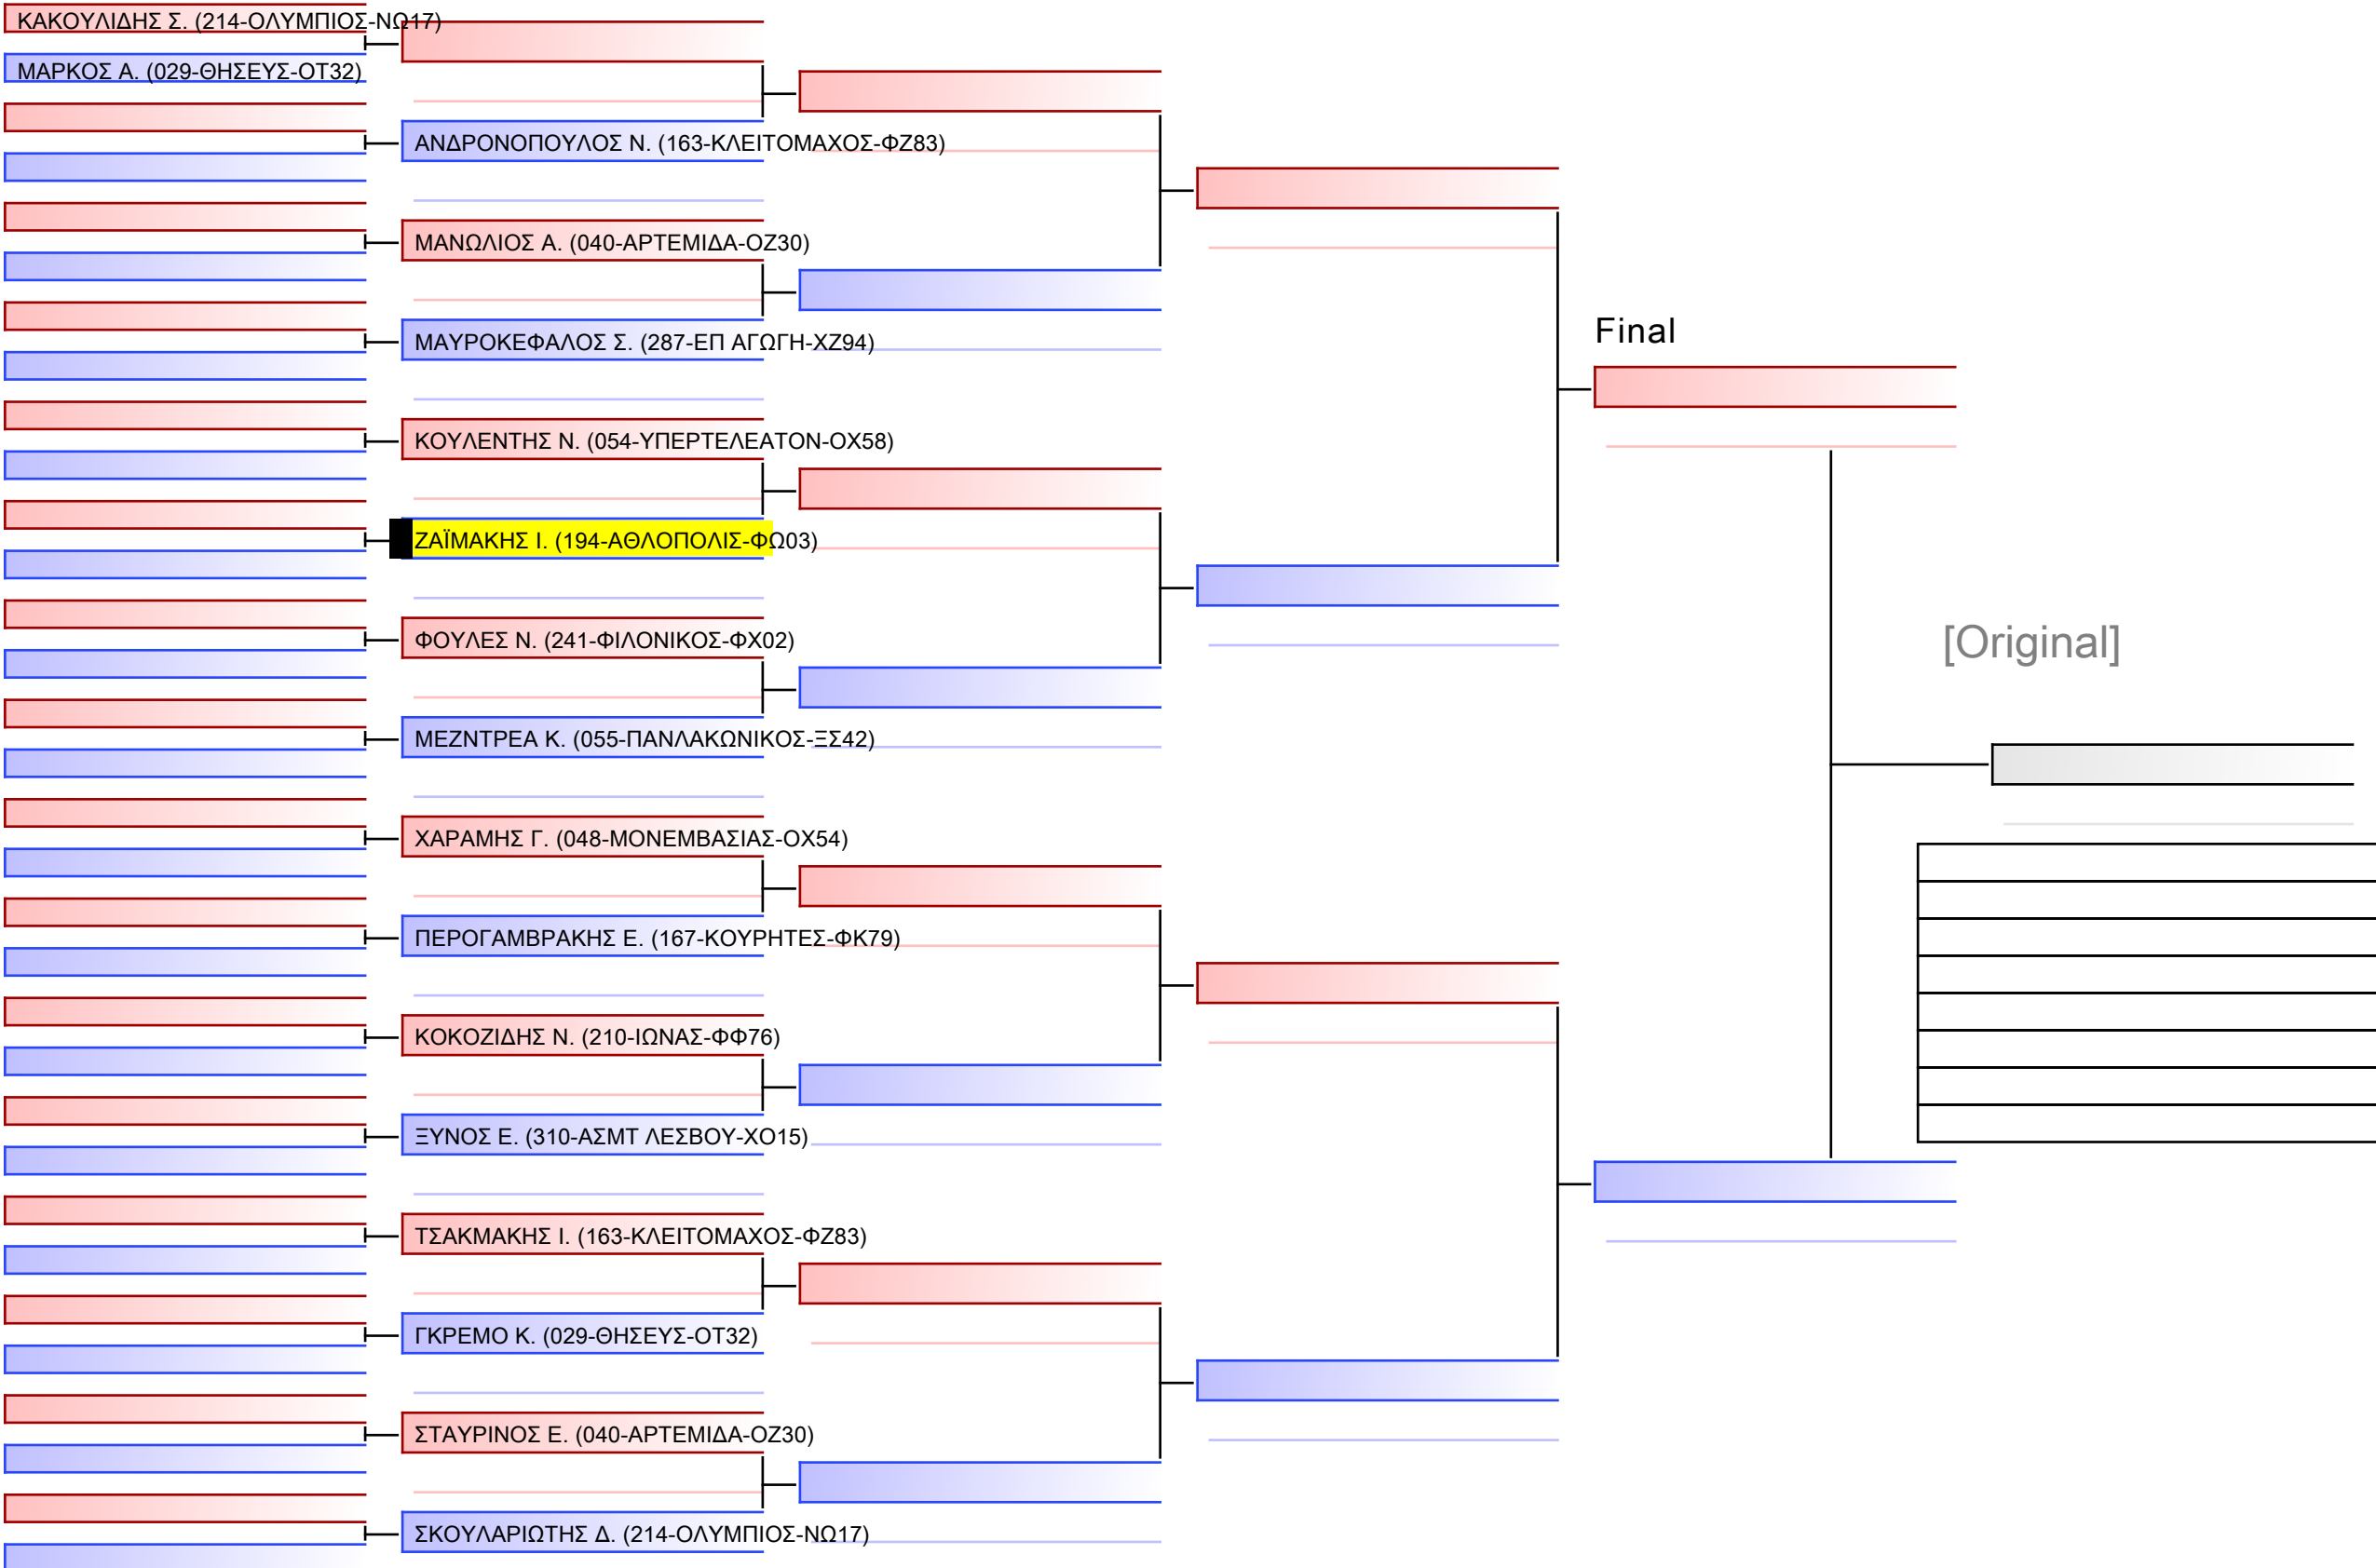 ΚΑΚΟΥΛΙΔΗΣ Σ. (214-ΟΛΥΜΠΙΟΣ-ΝΩ17)
ΜΑΡΚΟΣ Α. (029-ΘΗΣΕΥΣ-ΟΤ32)
ΑΝΔΡΟΝΟΠΟΥΛΟΣ Ν. (163-ΚΛΕΙΤΟΜΑΧΟΣ-ΦΖ83)
ΜΑΝΩΛΙΟΣ Α. (040-ΑΡΤΕΜΙΔΑ-ΟΖ30)
ΜΑΥΡΟΚΕΦΑΛΟΣ Σ. (287-ΕΠ ΑΓΩΓΗ-ΧΖ94)
Final
ΚΟΥΛΕΝΤΗΣ Ν. (054-ΥΠΕΡΤΕΛΕΑΤΟΝ-ΟΧ58)
ΖΑΪΜΑΚΗΣ Ι. (194-ΑΘΛΟΠΟΛΙΣ-ΦΩ03)
ΦΟΥΛΕΣ Ν. (241-ΦΙΛΟΝΙΚΟΣ-ΦΧ02)
[Original]
ΜΕΖΝΤΡΕΑ Κ. (055-ΠΑΝΛΑΚΩΝΙΚΟΣ-ΞΣ42)
ΧΑΡΑΜΗΣ Γ. (048-ΜΟΝΕΜΒΑΣΙΑΣ-ΟΧ54)
ΠΕΡΟΓΑΜΒΡΑΚΗΣ Ε. (167-ΚΟΥΡΗΤΕΣ-ΦΚ79)
ΚΟΚΟΖΙΔΗΣ Ν. (210-ΙΩΝΑΣ-ΦΦ76)
ΞΥΝΟΣ Ε. (310-ΑΣΜΤ ΛΕΣΒΟΥ-ΧΟ15)
ΤΣΑΚΜΑΚΗΣ Ι. (163-ΚΛΕΙΤΟΜΑΧΟΣ-ΦΖ83)
ΓΚΡΕΜΟ Κ. (029-ΘΗΣΕΥΣ-ΟΤ32)
ΣΤΑΥΡΙΝΟΣ Ε. (040-ΑΡΤΕΜΙΔΑ-ΟΖ30)
ΣΚΟΥΛΑΡΙΩΤΗΣ Δ. (214-ΟΛΥΜΠΙΟΣ-ΝΩ17)